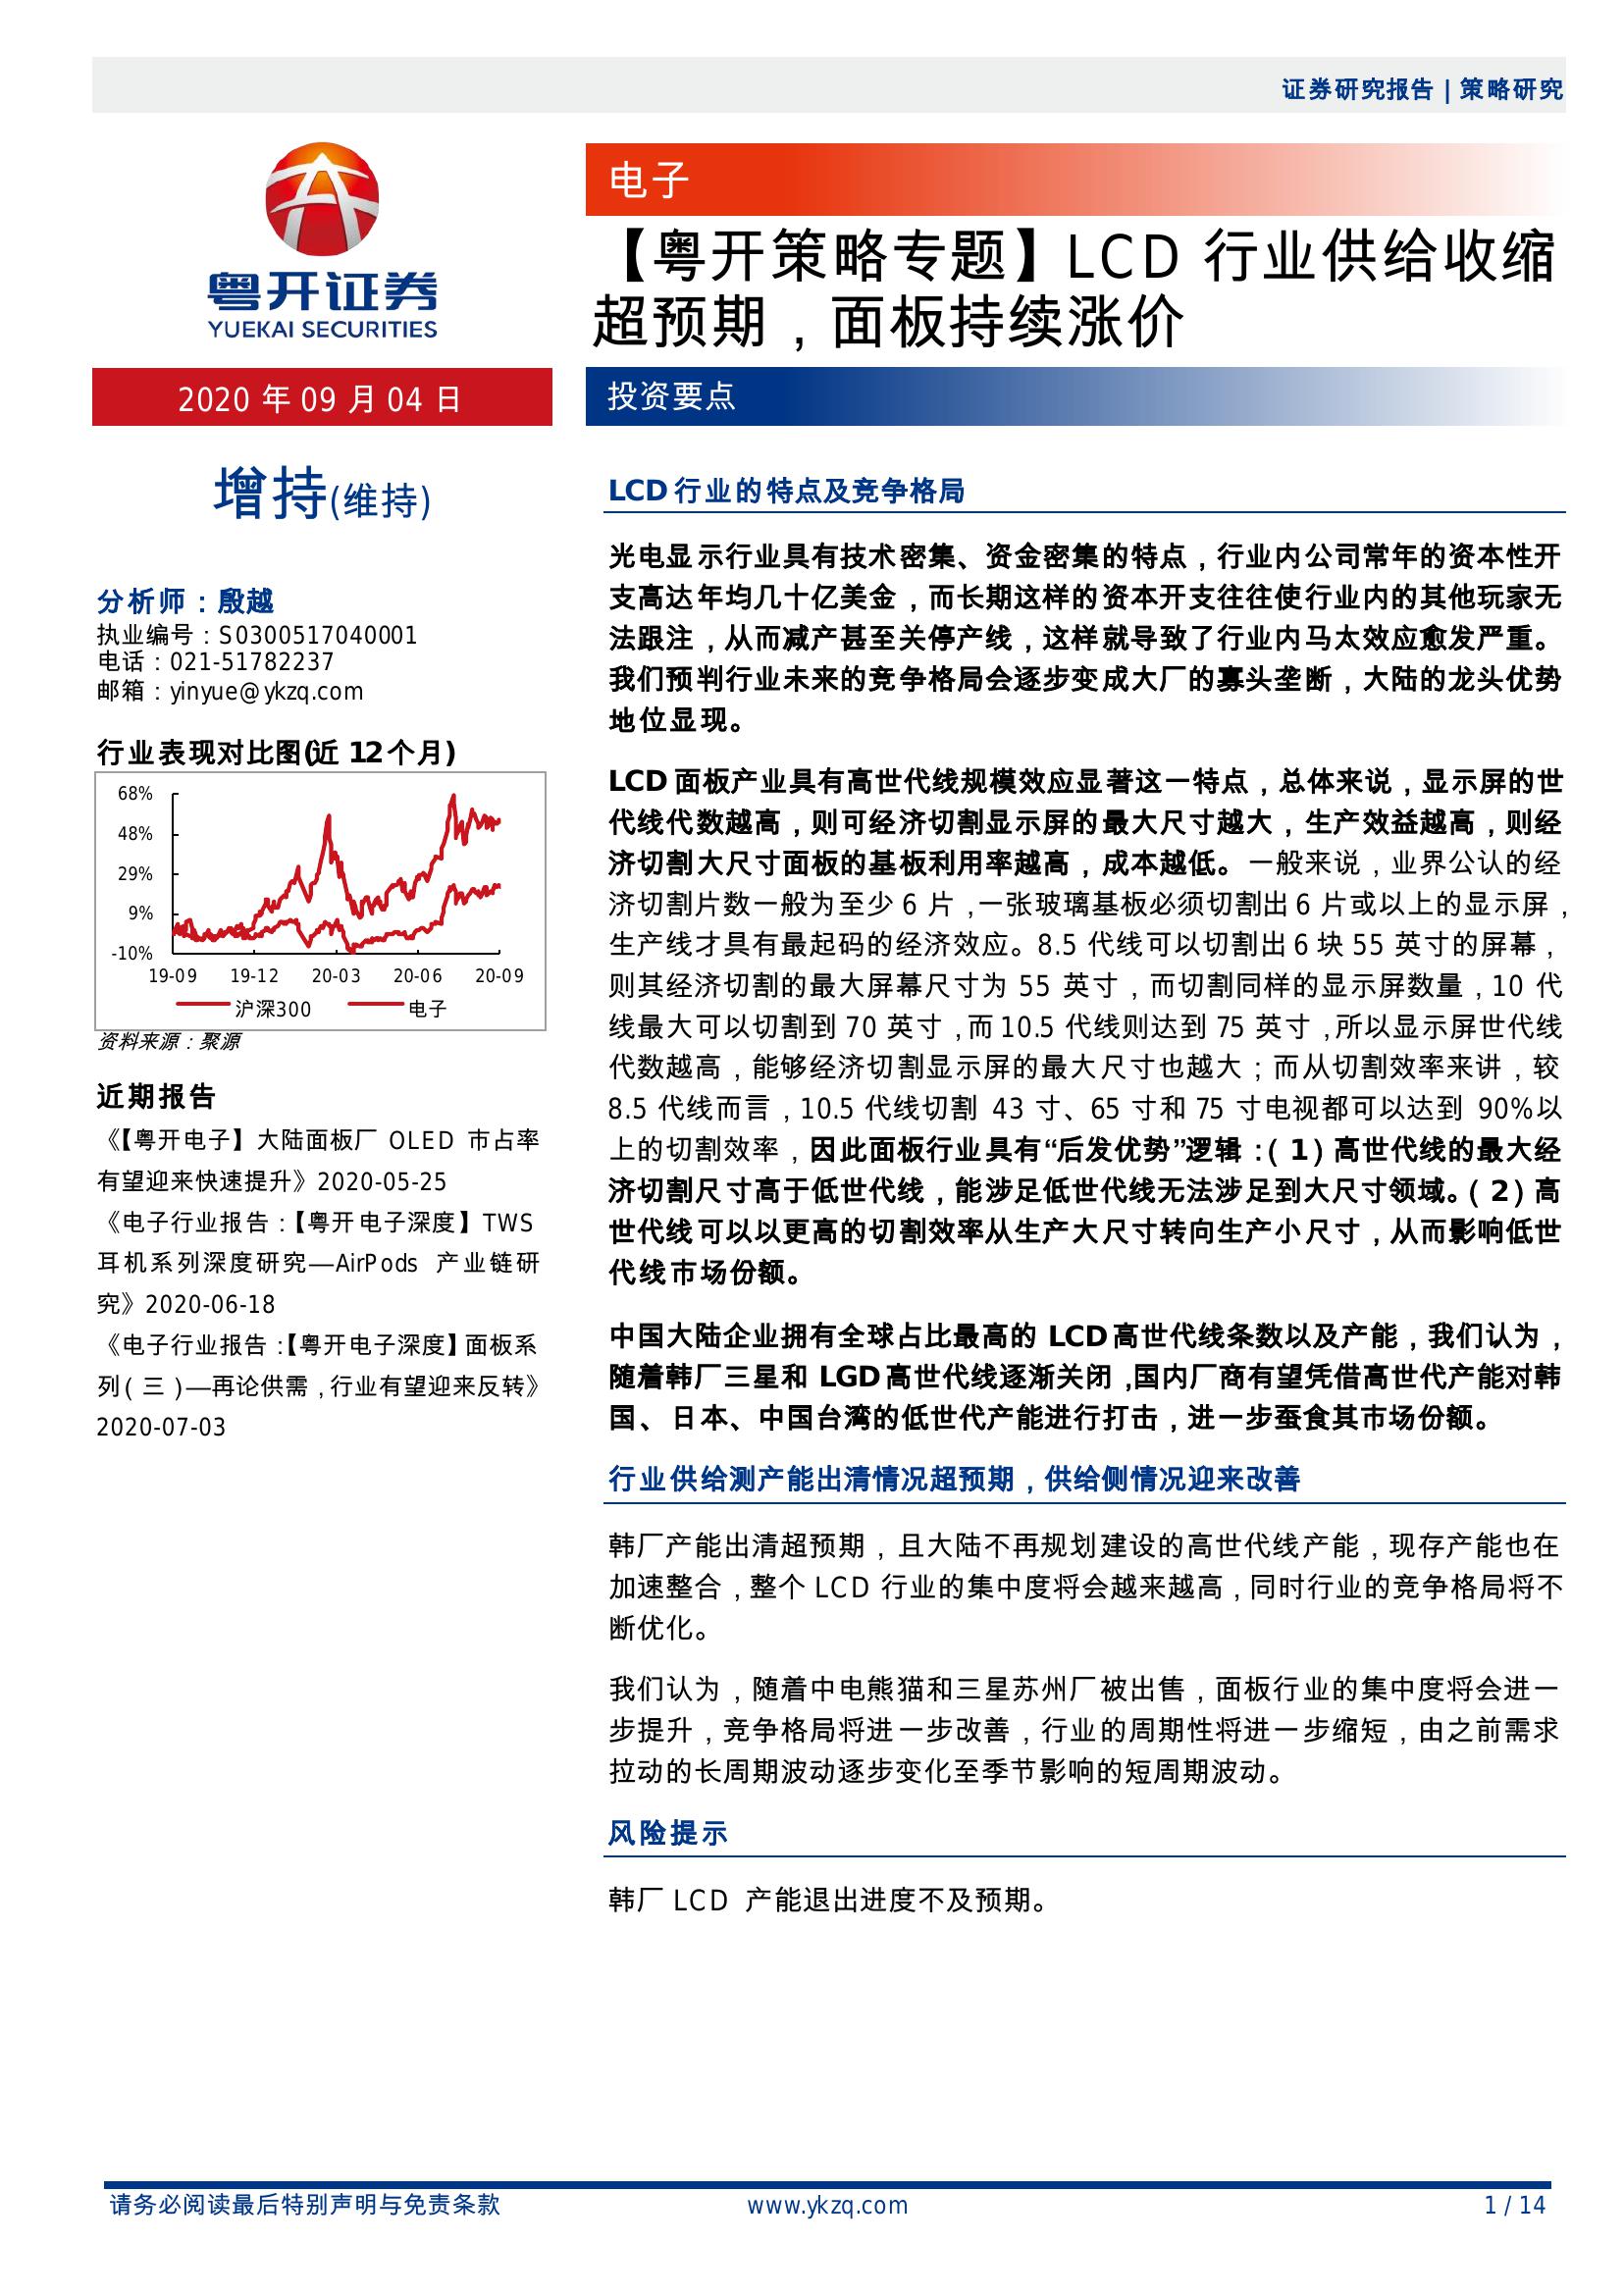 证券研究报告 | 策略研究
粤开证券
YUEKAI SECURITIES
电子
【粤开策略专题】LCD 行业供给收缩
超预期，面板持续涨价
2020 年 09 月 04 日
投资要点
增持(维持)
分析师：殷越
执业编号：S0300517040001
电话：021-51782237
邮箱：yinyue@ykzq.com
行业表现对比图(近 12 个月)
68%
48%
29%
9%
-10%
19-09 19-12 20-03 20-06 20-09
沪深300 电子
资料来源：聚源
近期报告
《【粤开电子】大陆面板厂 OLED 市占率
有望迎来快速提升》2020-05-25
《电子行业报告：【粤开电子深度】TWS
耳机系列深度研究—AirPods 产业链研
究》2020-06-18
《电子行业报告：【粤开电子深度】面板系
列（三）—再论供需，行业有望迎来反转》
2020-07-03
LCD 行业的特点及竞争格局
光电显示行业具有技术密集、资金密集的特点，行业内公司常年的资本性开
支高达年均几十亿美金，而长期这样的资本开支往往使行业内的其他玩家无
法跟注，从而减产甚至关停产线，这样就导致了行业内马太效应愈发严重。
我们预判行业未来的竞争格局会逐步变成大厂的寡头垄断，大陆的龙头优势
地位显现。
LCD 面板产业具有高世代线规模效应显著这一特点，总体来说，显示屏的世
代线代数越高，则可经济切割显示屏的最大尺寸越大，生产效益越高，则经
济切割大尺寸面板的基板利用率越高，成本越低。一般来说，业界公认的经
济切割片数一般为至少 6 片，一张玻璃基板必须切割出 6 片或以上的显示屏，
生产线才具有最起码的经济效应。8.5 代线可以切割出 6 块 55 英寸的屏幕，
则其经济切割的最大屏幕尺寸为 55 英寸，而切割同样的显示屏数量，10 代
线最大可以切割到 70 英寸，而 10.5 代线则达到 75 英寸，所以显示屏世代线
代数越高，能够经济切割显示屏的最大尺寸也越大；而从切割效率来讲，较
8.5 代线而言，10.5 代线切割 43 寸、65 寸和 75 寸电视都可以达到 90%以
上的切割效率，因此面板行业具有“后发优势”逻辑：（1）高世代线的最大经
济切割尺寸高于低世代线，能涉足低世代线无法涉足到大尺寸领域。（2）高
世代线可以以更高的切割效率从生产大尺寸转向生产小尺寸，从而影响低世
代线市场份额。
中国大陆企业拥有全球占比最高的 LCD 高世代线条数以及产能，我们认为，
随着韩厂三星和 LGD 高世代线逐渐关闭，国内厂商有望凭借高世代产能对韩
国、日本、中国台湾的低世代产能进行打击，进一步蚕食其市场份额。
行业供给测产能出清情况超预期，供给侧情况迎来改善
韩厂产能出清超预期，且大陆不再规划建设的高世代线产能，现存产能也在
加速整合，整个 LCD 行业的集中度将会越来越高，同时行业的竞争格局将不
断优化。
我们认为，随着中电熊猫和三星苏州厂被出售，面板行业的集中度将会进一
步提升，竞争格局将进一步改善，行业的周期性将进一步缩短，由之前需求
拉动的长周期波动逐步变化至季节影响的短周期波动。
风险提示
韩厂 LCD 产能退出进度不及预期。
请务必阅读最后特别声明与免责条款
www.ykzq.com
1 / 14